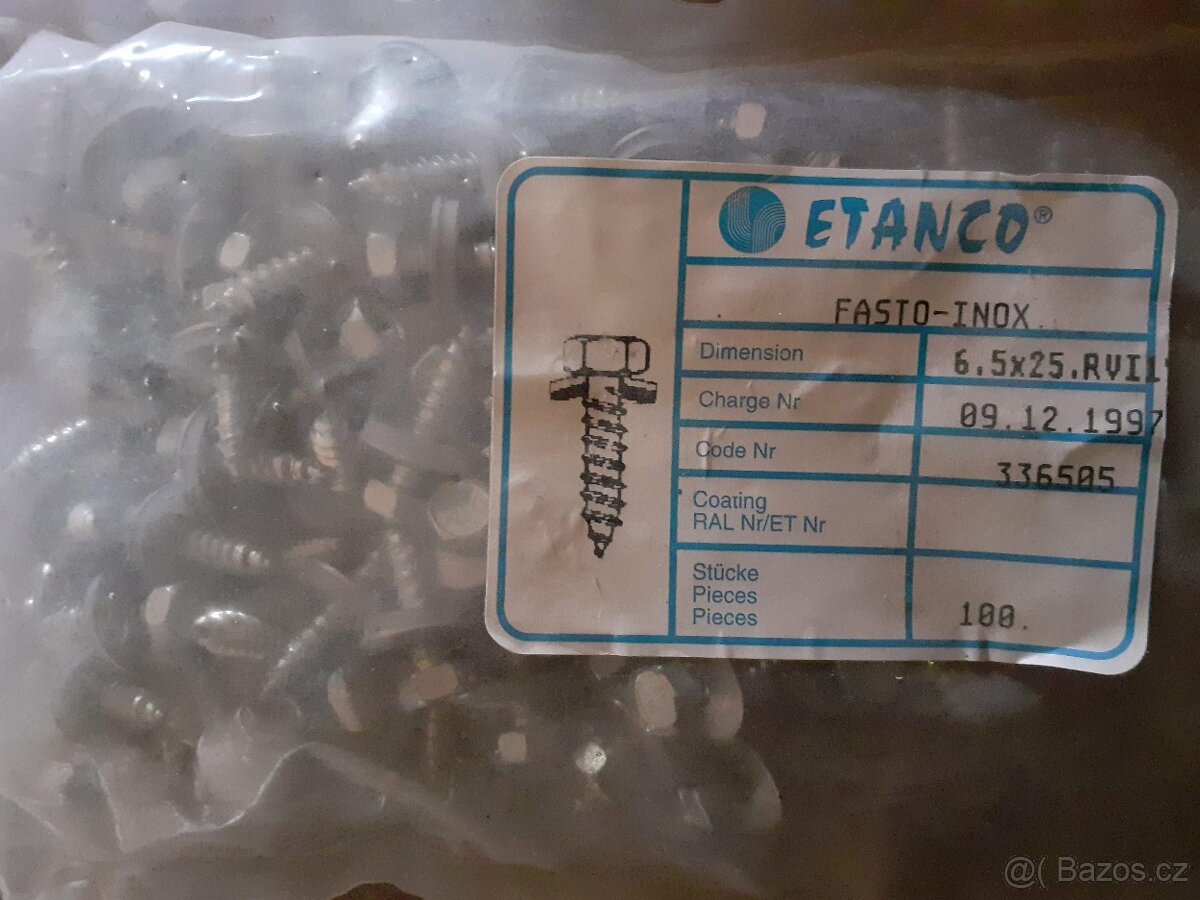 ETANCO®
FASTO-INOX.
Dimension 6.5x25.RVI1
Charge Nr 09.12.1997
Code Nr 336505
Coating
RAL Nr/ET Nr
Stücke
Pieces
Pieces 100.
@( Bazos.cz